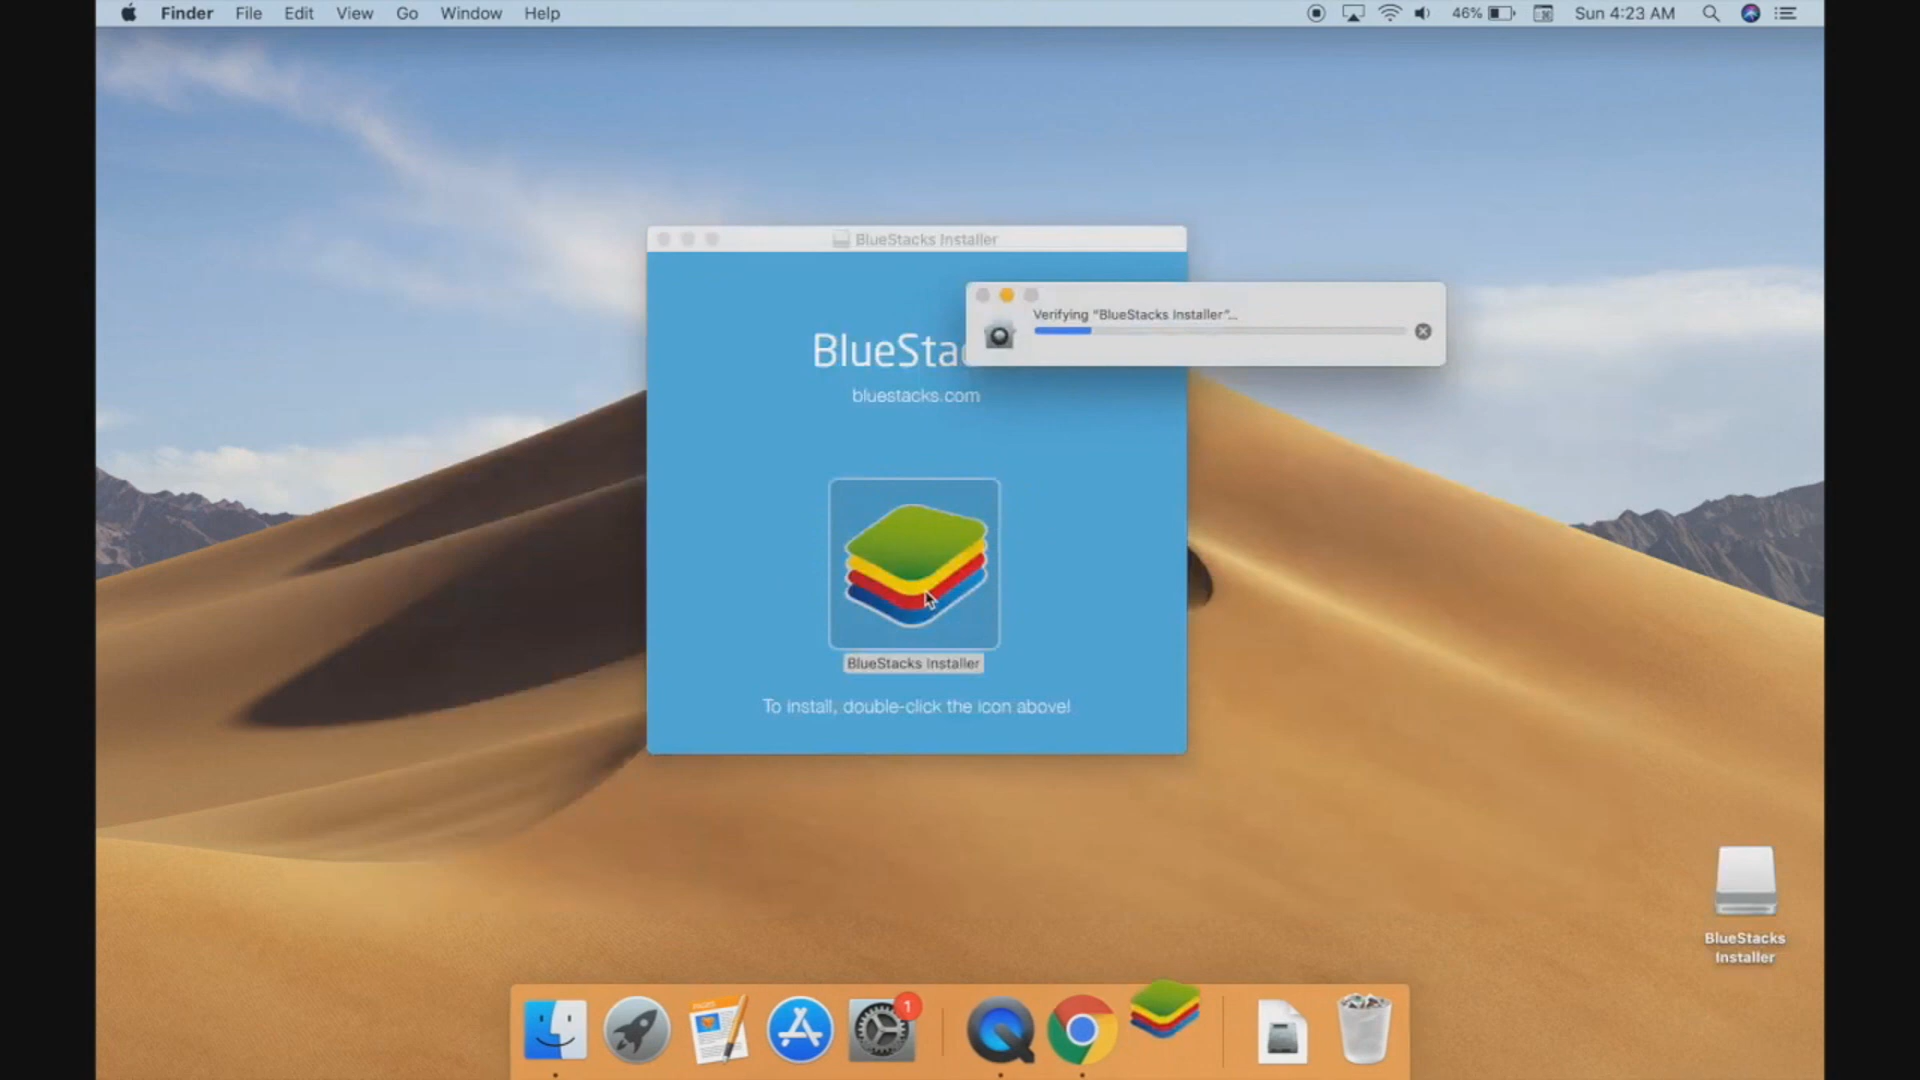 Finder File Edit View Go Window Help 46% Sun 4:23 AM
BlueStacks Installer
Verifying "BlueStacks Installer"...
BlueSta
bluestacks.com
BlueStacks Installer
To install, double-click the icon above!
BlueStacks
Installer
1